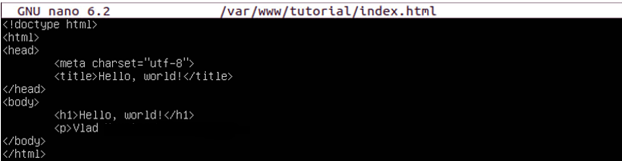 GNU nano 6.2 /var/www/tutorial/index.html
<!doctype html>
<html>
<head>
<meta charset="utf-8">
<title>Hello, world!</title>
</head>
<body>
<h1>Hello, world!</h1>
<p>Vlad
</body>
</html>